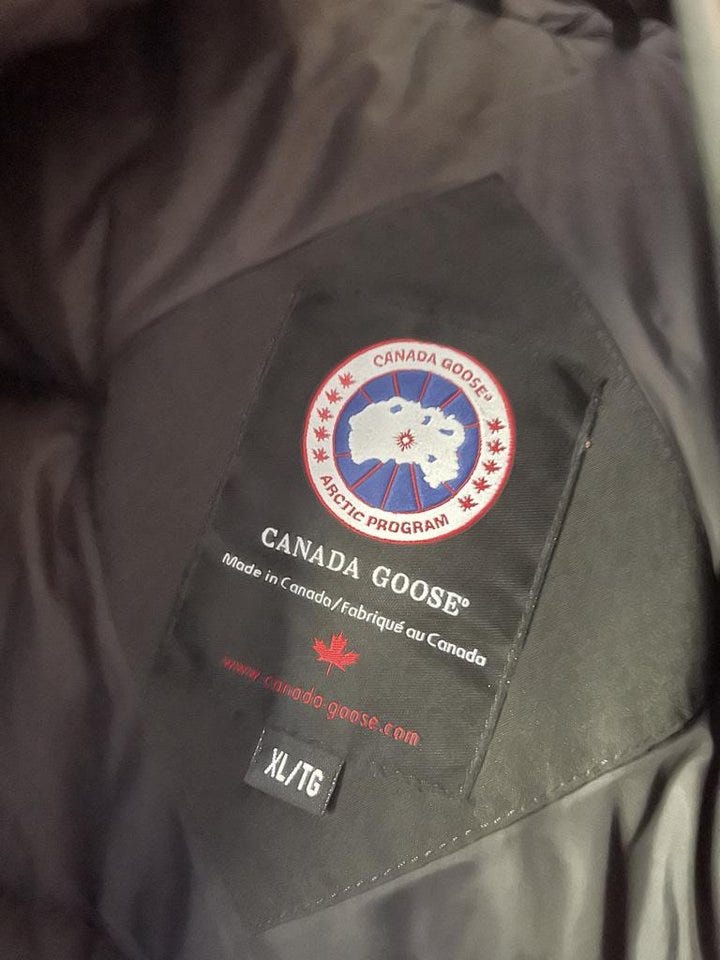 CANADA GOOSE®
ARCTIC PROGRAM
CANADA GOOSE®
Made in Canada/Fabriqué au Canada
www.canada-goose.com
XL/TG